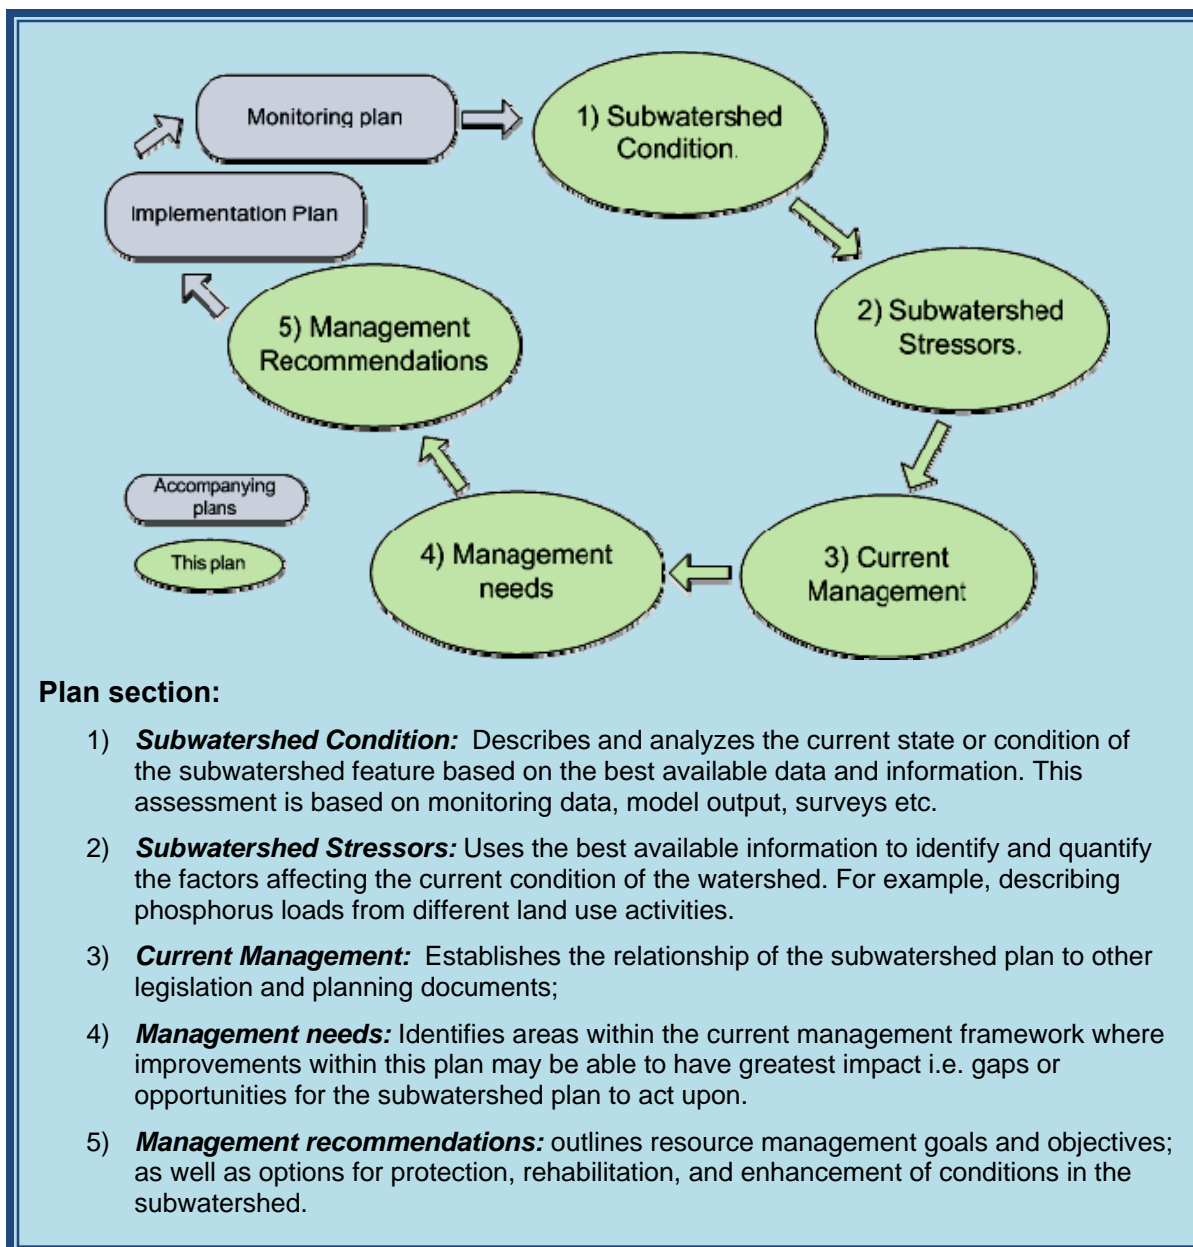 Monitoring plan
1) Subwatershed
Condition.
Implementation Plan
2) Subwatershed
Stressors.
5) Management
Recommendations
Accompanying
plans
This plan
4) Management
needs
3) Current
Management
Plan section:
1) Subwatershed Condition: Describes and analyzes the current state or condition of
the subwatershed feature based on the best available data and information. This
assessment is based on monitoring data, model output, surveys etc.
2) Subwatershed Stressors: Uses the best available information to identify and quantify
the factors affecting the current condition of the watershed. For example, describing
phosphorus loads from different land use activities.
3) Current Management: Establishes the relationship of the subwatershed plan to other
legislation and planning documents;
4) Management needs: Identifies areas within the current management framework where
improvements within this plan may be able to have greatest impact i.e. gaps or
opportunities for the subwatershed plan to act upon.
5) Management recommendations: outlines resource management goals and objectives;
as well as options for protection, rehabilitation, and enhancement of conditions in the
subwatershed.